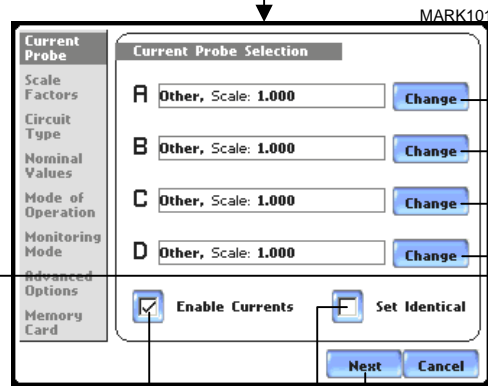 MARK101
Current
Probe
Current Probe Selection
Scale
Factors
Circuit
Type
Nominal
Values
Mode of
Operation
Monitoring
Mode
Advanced
Options
Memory
Card
A Other, Scale: 1.000 Change
B Other, Scale: 1.000 Change
C Other, Scale: 1.000 Change
D Other, Scale: 1.000 Change
Enable Currents Set Identical
Next Cancel